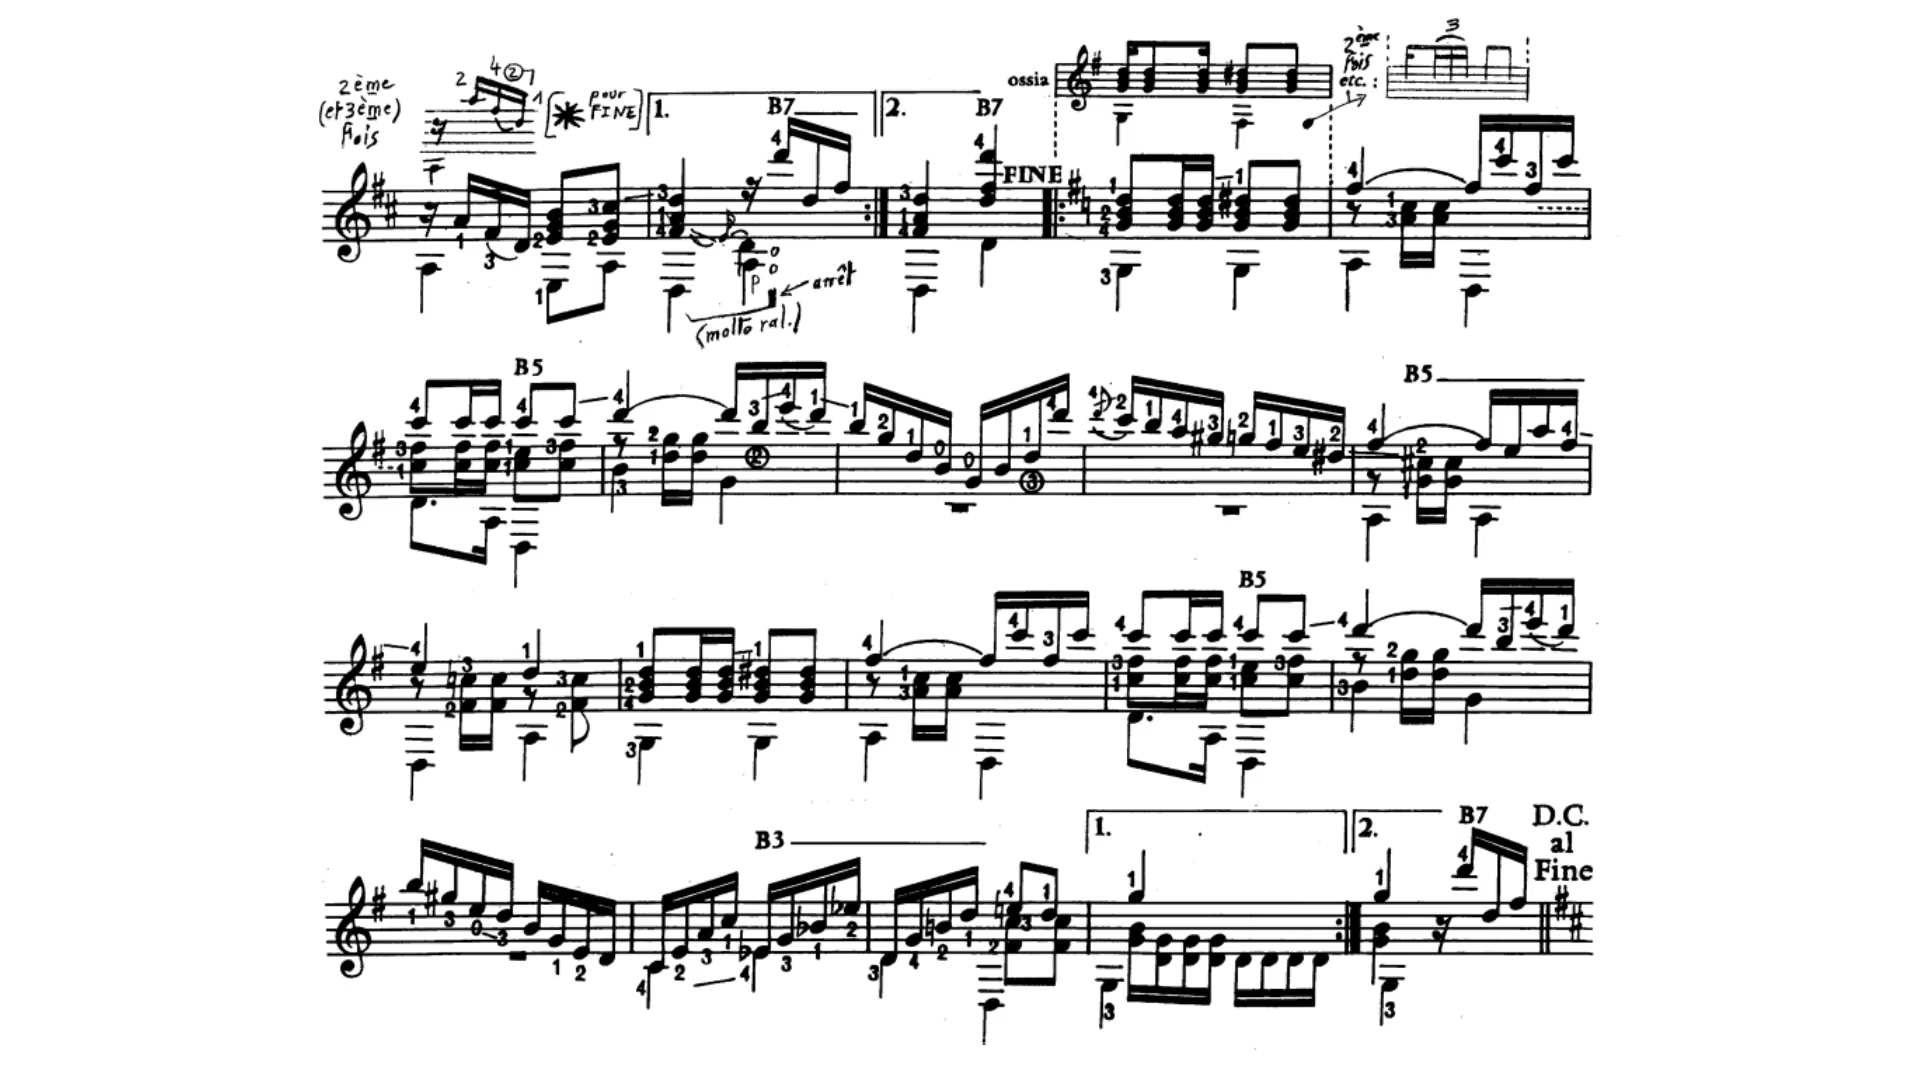 2ème
(et 3ème)
fois
pour
FINE
1.
B7
2.
B7
FINE
ossia
2ème
fois
etc.:
3
arrêt
p
(molto ral.)
B5
B5
B5
B3
1.
2.
B7
D.C.
al
Fine